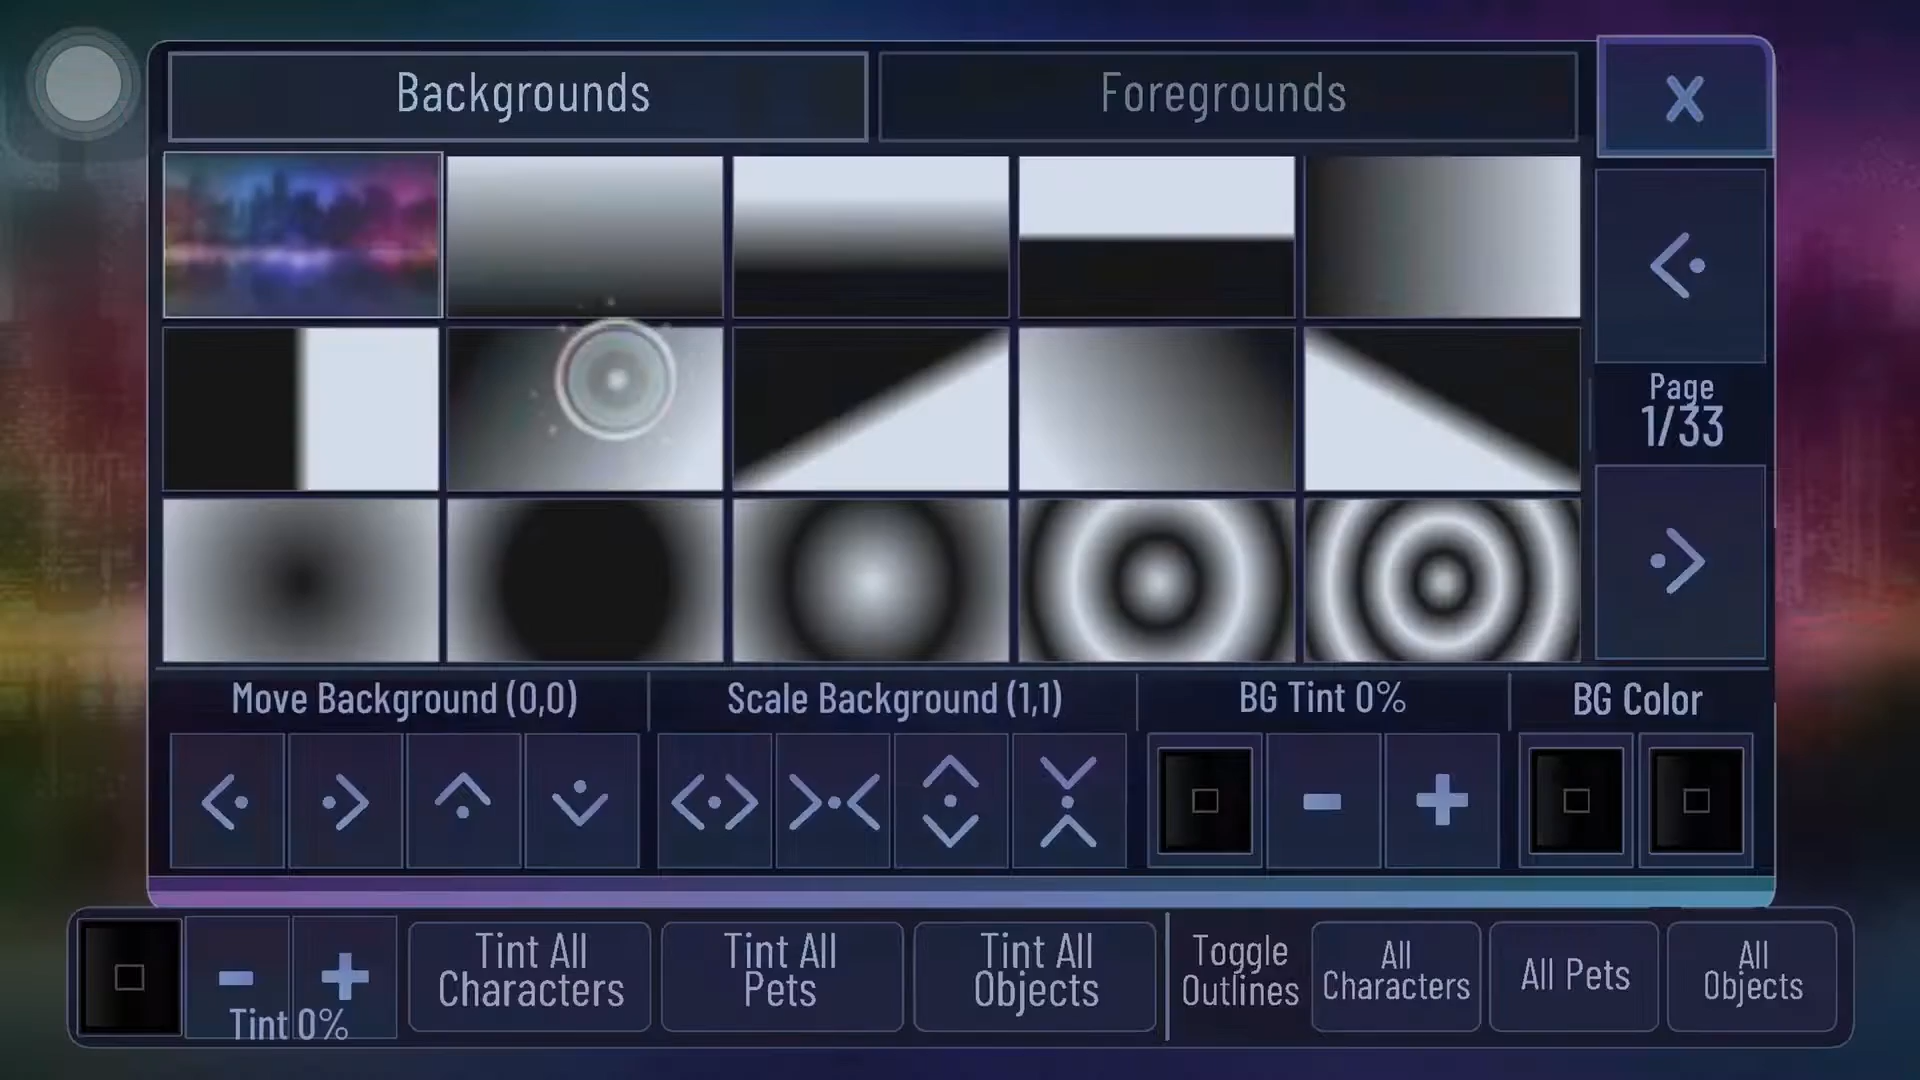 Backgrounds
Foregrounds
X
Page
1/33
Move Background (0,0)
Scale Background (1,1)
BG Tint 0%
BG Color
Tint 0%
Tint All
Characters
Tint All
Pets
Tint All
Objects
Toggle
Outlines
All
Characters
All Pets
All
Objects